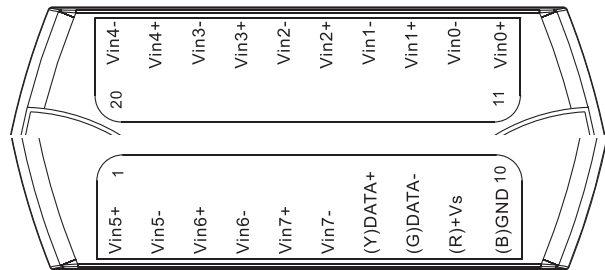 Vin4-
Vin4+
Vin3-
Vin3+
Vin2-
Vin2+
Vin1-
Vin1+
Vin0-
Vin0+
20
11
1
10
Vin5+
Vin5-
Vin6+
Vin6-
Vin7+
Vin7-
(Y)DATA+
(G)DATA-
(R)+Vs
(B)GND